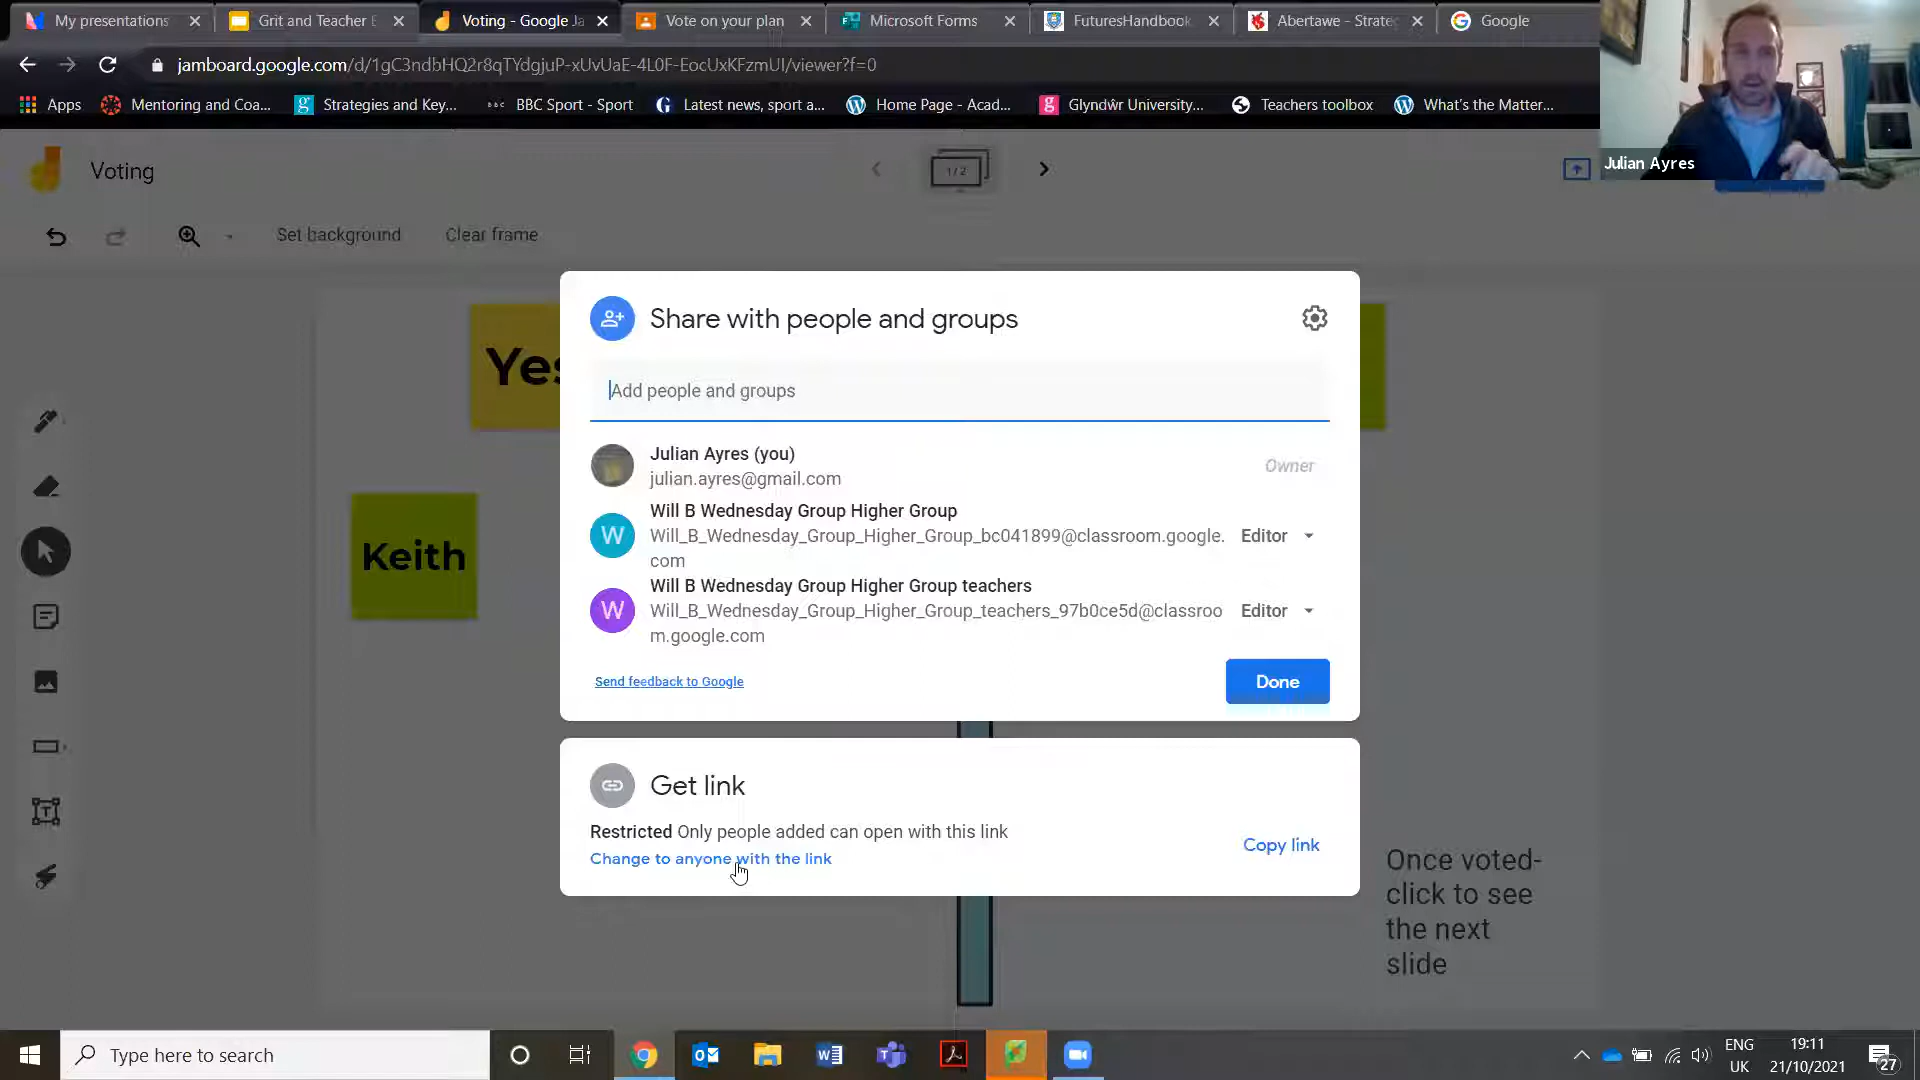 My presentations
Grit and Teacher E
Voting - Google Ja
Vote on your plan
Microsoft Forms
FuturesHandbook
Abertawe - Strate
Google
jamboard.google.com/d/1gC3ndbHQ2r8qTYdgjuP-xUvUaE-4L0F-EocUxKFzmUI/viewer?f=0
Apps
Mentoring and Coa...
Strategies and Key...
BBC Sport - Sport
Latest news, sport a...
Home Page - Acad...
Glyndŵr University...
Teachers toolbox
What's the Matter...
Julian Ayres
Voting
1/2
Set background
Clear frame
Yes
Keith
Share with people and groups
Add people and groups
Julian Ayres (you)
julian.ayres@gmail.com
Owner
Will B Wednesday Group Higher Group
Will_B_Wednesday_Group_Higher_Group_bc041899@classroom.google.
com
Editor
Will B Wednesday Group Higher Group teachers
Will_B_Wednesday_Group_Higher_Group_teachers_97b0ce5d@classroo
m.google.com
Editor
W
W
Send feedback to Google
Done
Get link
Restricted Only people added can open with this link
Change to anyone with the link
Copy link
Once voted-
click to see
the next
slide
Type here to search
ENG
UK
19:11
21/10/2021
27